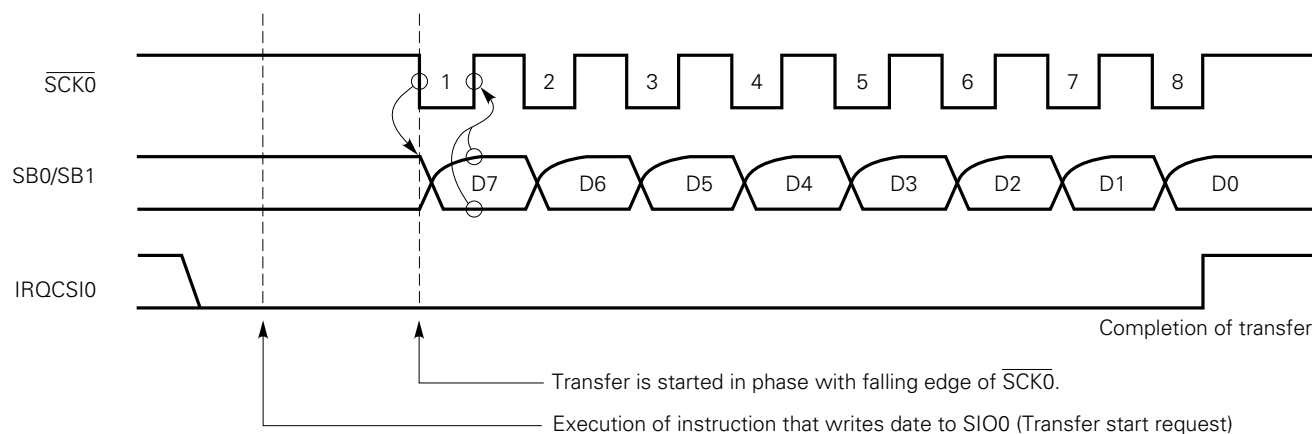 SCK0
1 2 3 4 5 6 7 8
SB0/SB1
D7 D6 D5 D4 D3 D2 D1 D0
IRQCSI0
Completion of transfer
Transfer is started in phase with falling edge of SCK0.
Execution of instruction that writes date to SIO0 (Transfer start request)